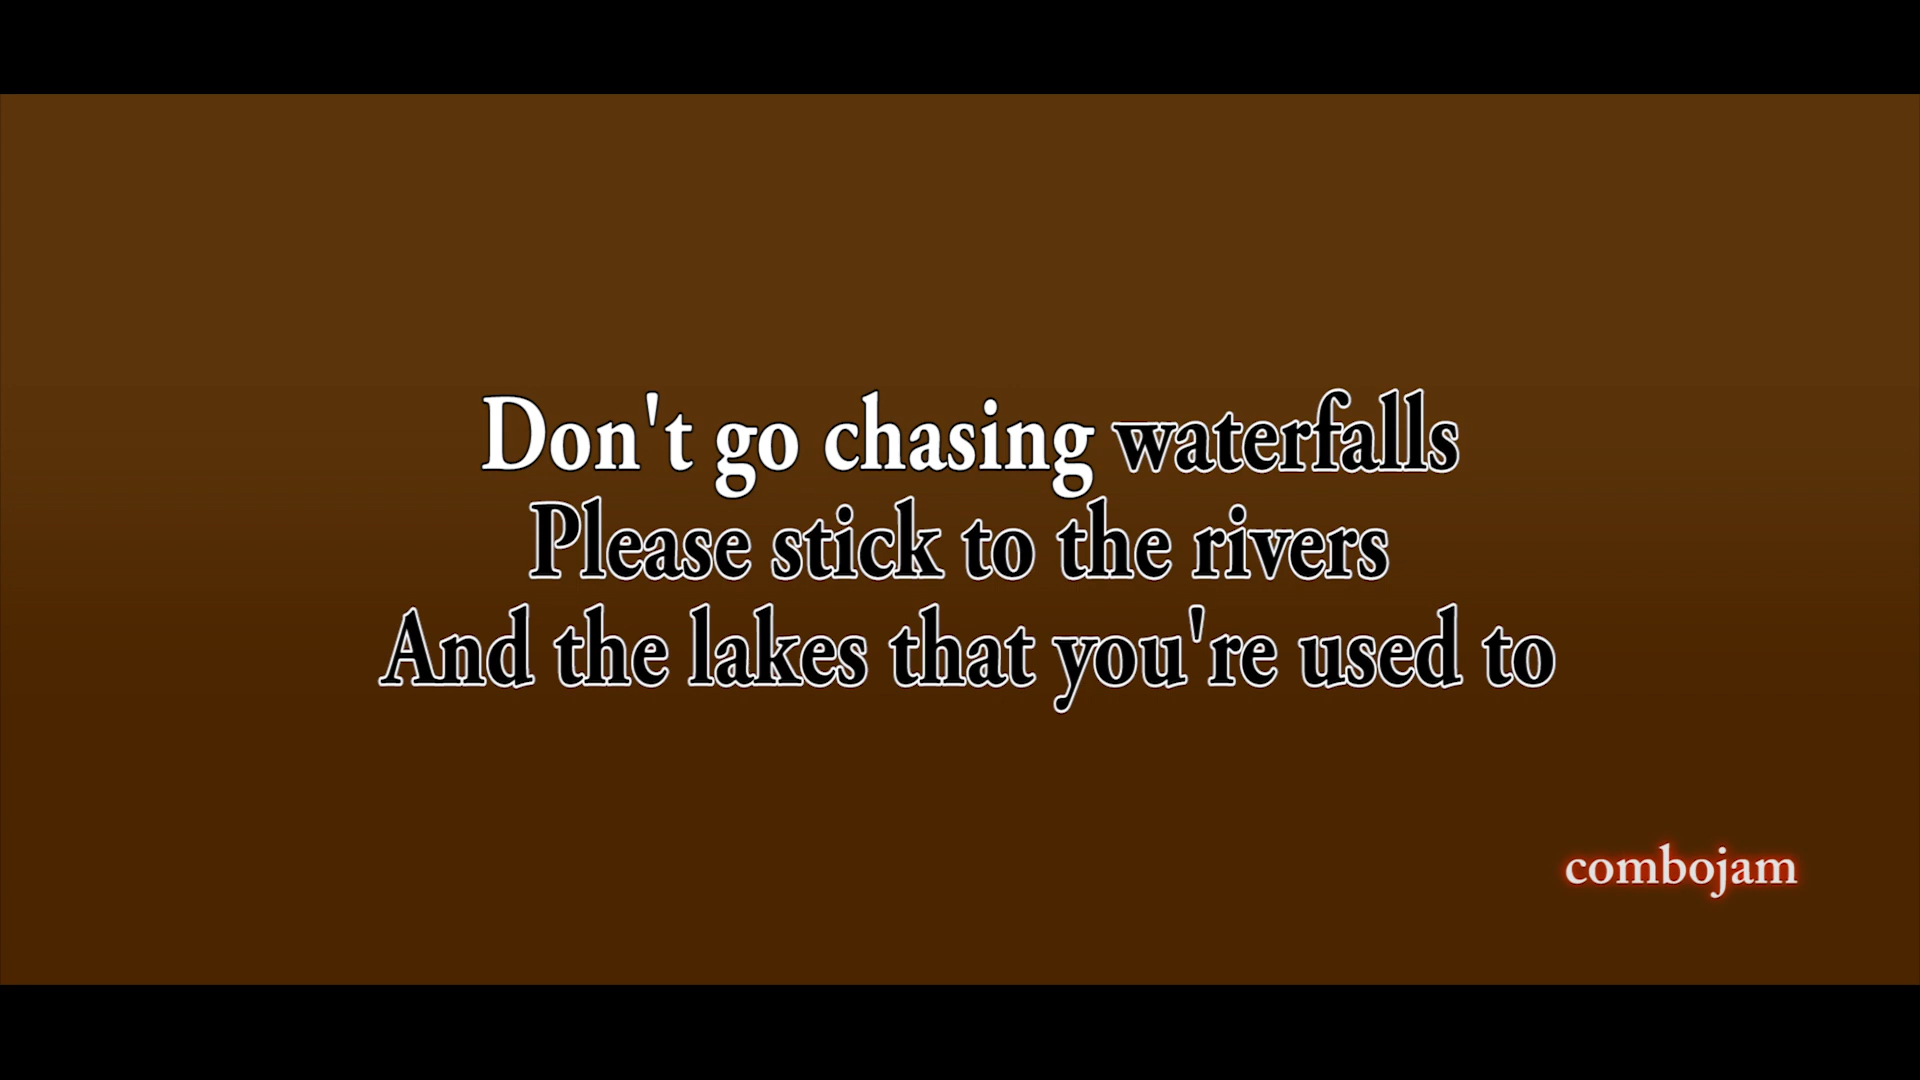 Don't go chasing waterfalls
Please stick to the rivers
And the lakes that you're used to
combojam